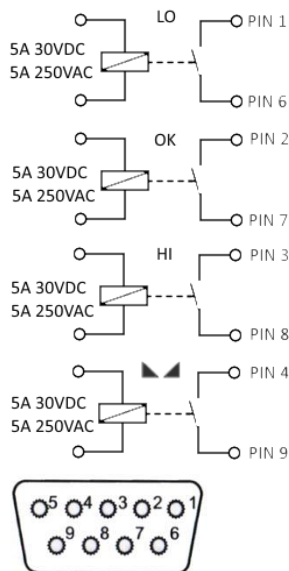 LO
PIN 1
5A 30VDC
5A 250VAC
PIN 6
OK
PIN 2
5A 30VDC
5A 250VAC
PIN 7
HI
PIN 3
5A 30VDC
5A 250VAC
PIN 8
PIN 4
5A 30VDC
5A 250VAC
PIN 9
5 4 3 2 1
9 8 7 6